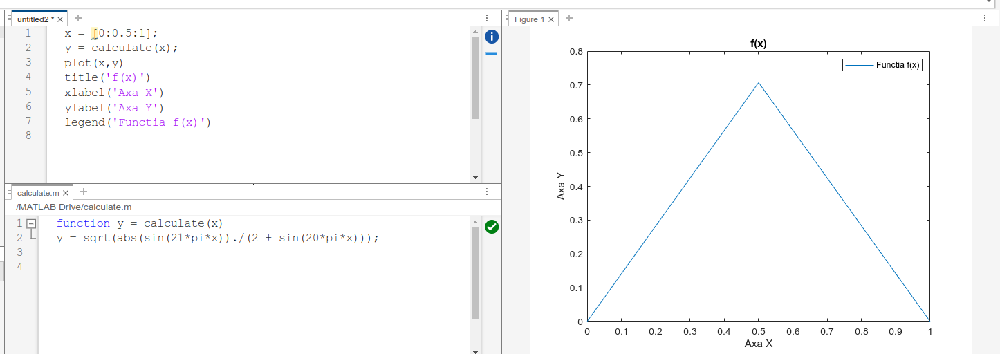 untitled2 * × +
1 x = [0:0.5:1];
2 y = calculate(x);
3 plot(x,y)
4 title('f(x)')
5 xlabel('Axa X')
6 ylabel('Axa Y')
7 legend('Functia f(x)')
8
calculate.m × +
/MATLAB Drive/calculate.m
1 function y = calculate(x)
2 y = sqrt(abs(sin(21*pi*x))./(2 + sin(20*pi*x)));
3
4
Figure 1 × +
f(x)
Functia f(x)
0.8
0.7
0.6
0.5
0.4
0.3
0.2
0.1
0
Axa Y
0 0.1 0.2 0.3 0.4 0.5 0.6 0.7 0.8 0.9 1
Axa X